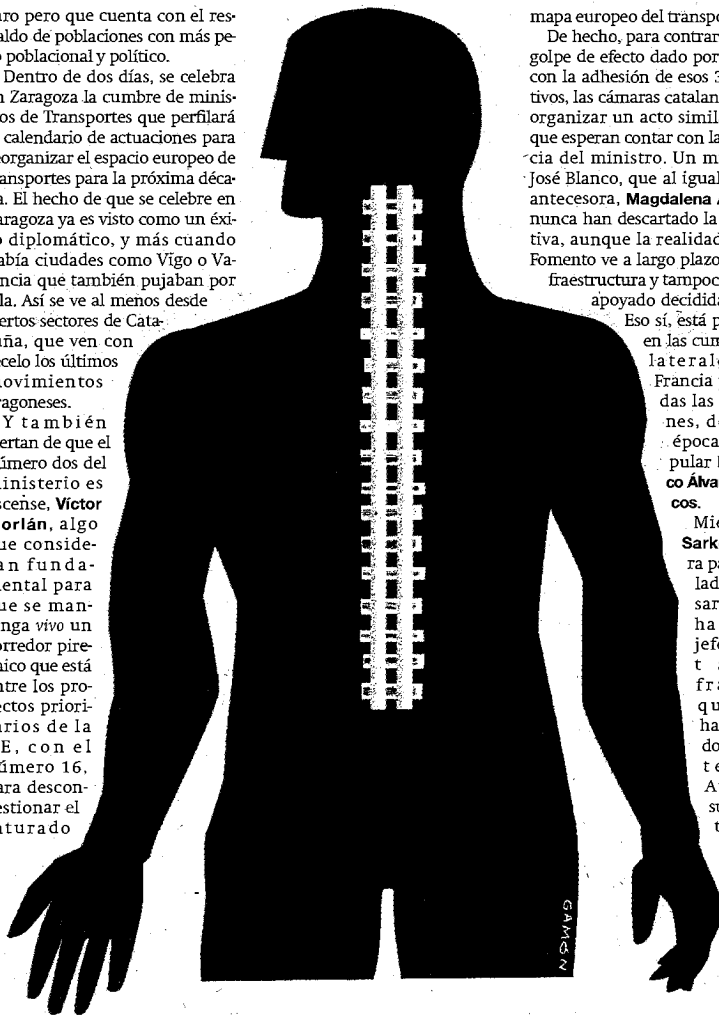 uro pero que cuenta con el res-
aldo de poblaciones con más pe-
o poblacional y político.
Dentro de dos días, se celebra
n Zaragoza la cumbre de minis-
os de Transportes que perfilará
calendario de actuaciones para
eorganizar el espacio europeo de
ansportes para la próxima déca-
a. El hecho de que se celebre en
aragoza ya es visto como un éxi-
o diplomático, y más cuando
abía ciudades como Vigo o Va-
ncia que también pujaban por
la. Así se ve al menos desde
ertos sectores de Cata-
uña, que ven con
celo los últimos
ovimientos
ragoneses.
Y también
ertan de que el
úmero dos del
inisterio es
scense, Víctor
orlán, algo
ue conside-
an funda-
ental para
ue se man-
nga vivo un
orredor pire-
aico que está
ntre los pro-
ectos priori-
arios de la
E, con el
úmero 16,
ara descon-
estionar el
aturado
mapa europeo del transpo
De hecho, para contrar
golpe de efecto dado por
con la adhesión de esos 3
tivos, las cámaras catalan
organizar un acto simil
que esperan contar con la
cia del ministro. Un m
José Blanco, que al igual
antecesora, Magdalena Á
nunca han descartado la
tiva, aunque la realidad
Fomento ve a largo plazo
fraestructura y tampoc
apoyado decidida
Eso sí, está p
en las cum
laterale
Francia
das las
nes, d
época
pular
co Álva
cos.
Mie
Sark
ra pa
lad
sar
ha
jefe
t
fra
qu
ha
do
te
A
su
t
GAMÓN